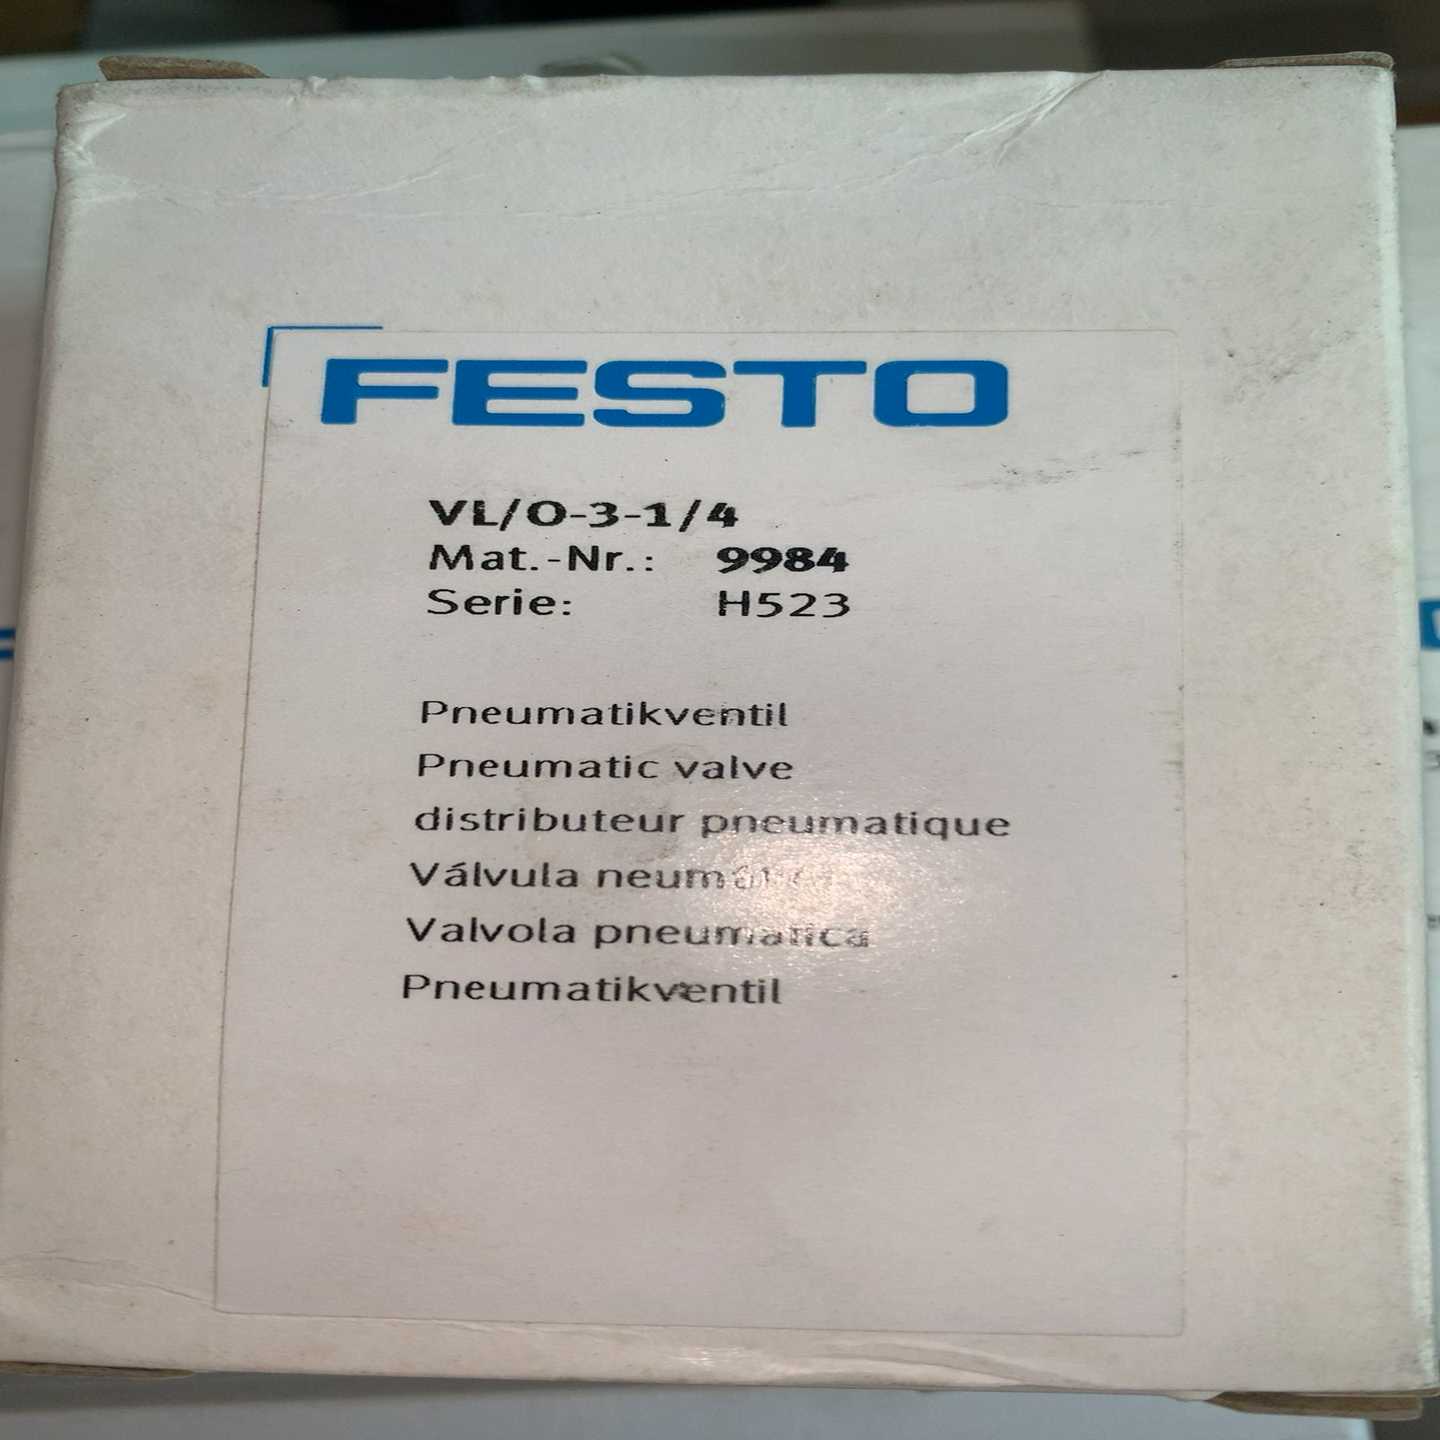 FESTO
VL/O-3-1/4
Mat.-Nr.: 9984
Serie: H523
Pneumatikventil
Pneumatic valve
distributeur pneumatique
Válvula
Valvola pneumatica
Pneumatikventil